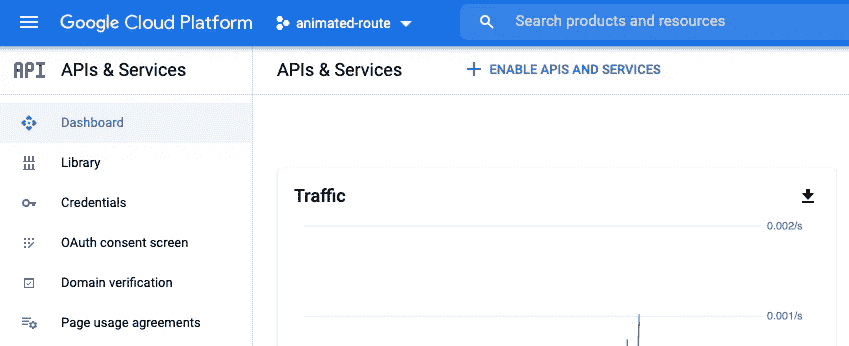 Google Cloud Platform
animated-route
Search products and resources
API
APIs & Services
APIs & Services
ENABLE APIS AND SERVICES
Dashboard
Library
Credentials
OAuth consent screen
Domain verification
Page usage agreements
Traffic
0.002/s
0.001/s